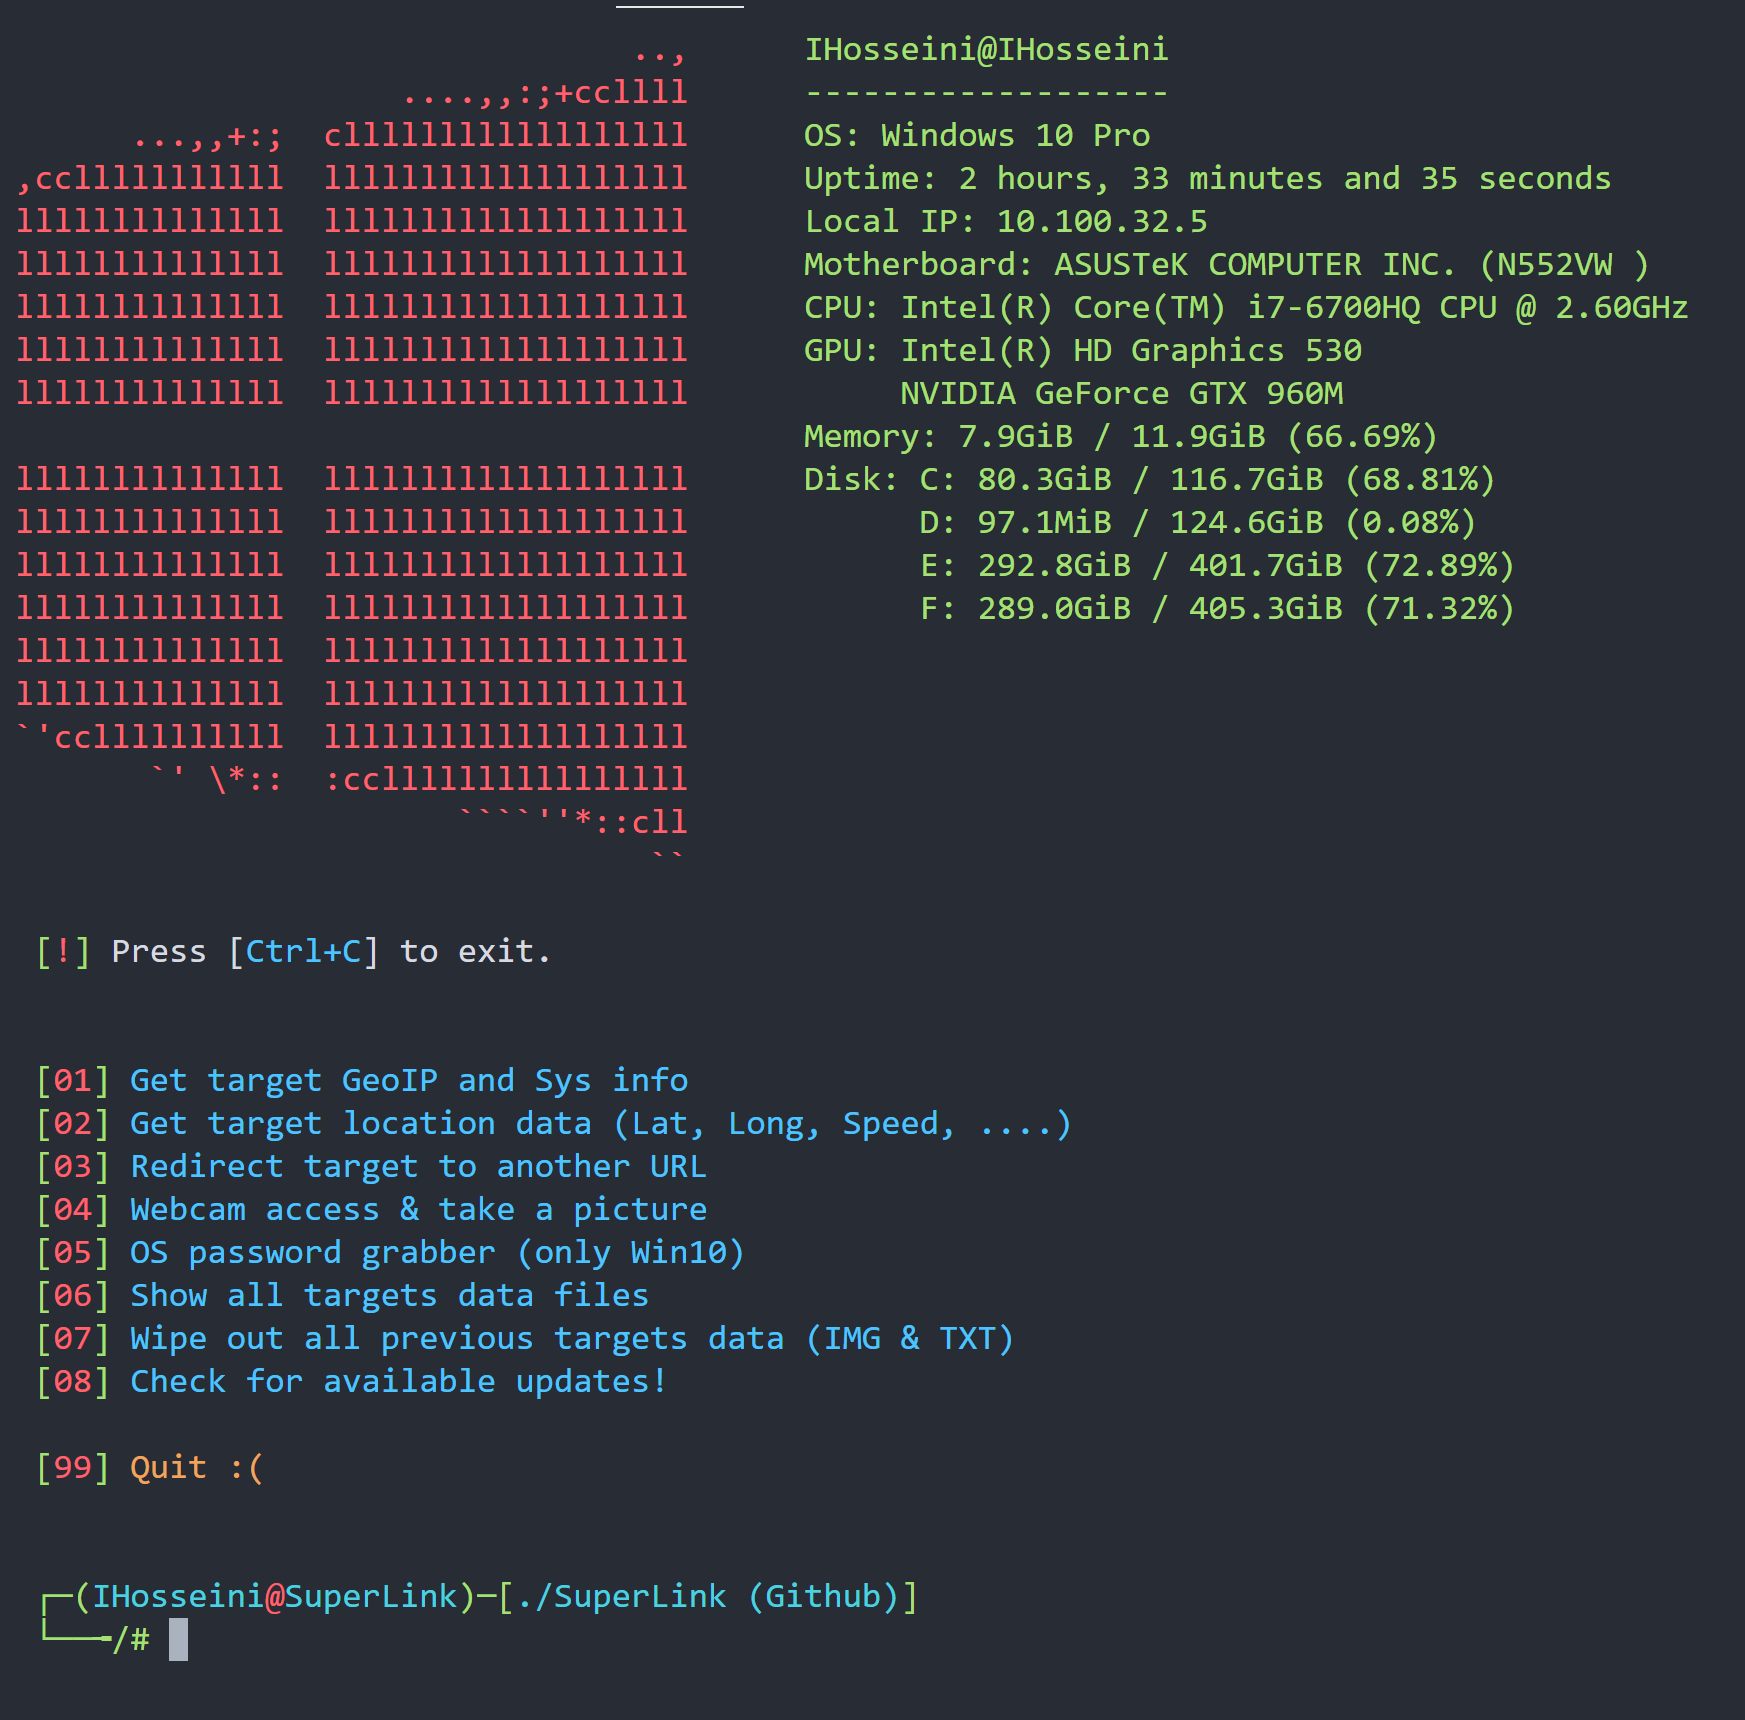 ..,
                    ....,,:;+ccllll
      ...,,+:;  cllllllllllllllllll
,cclllllllllll  lllllllllllllllllll
llllllllllllll  lllllllllllllllllll
llllllllllllll  lllllllllllllllllll
llllllllllllll  lllllllllllllllllll
llllllllllllll  lllllllllllllllllll
llllllllllllll  lllllllllllllllllll
llllllllllllll  lllllllllllllllllll
llllllllllllll  lllllllllllllllllll
llllllllllllll  lllllllllllllllllll
llllllllllllll  lllllllllllllllllll
llllllllllllll  lllllllllllllllllll
llllllllllllll  lllllllllllllllllll
`'ccllllllllll  lllllllllllllllllll
       `' \*::  :ccllllllllllllllll
                       ````''*::cll
                                 ``
IHosseini@IHosseini
-------------------
OS: Windows 10 Pro
Uptime: 2 hours, 33 minutes and 35 seconds
Local IP: 10.100.32.5
Motherboard: ASUSTeK COMPUTER INC. (N552VW )
CPU: Intel(R) Core(TM) i7-6700HQ CPU @ 2.60GHz
GPU: Intel(R) HD Graphics 530
NVIDIA GeForce GTX 960M
Memory: 7.9GiB / 11.9GiB (66.69%)
Disk: C: 80.3GiB / 116.7GiB (68.81%)
D: 97.1MiB / 124.6GiB (0.08%)
E: 292.8GiB / 401.7GiB (72.89%)
F: 289.0GiB / 405.3GiB (71.32%)
[!] Press [Ctrl+C] to exit.
[01] Get target GeoIP and Sys info
[02] Get target location data (Lat, Long, Speed, ....)
[03] Redirect target to another URL
[04] Webcam access & take a picture
[05] OS password grabber (only Win10)
[06] Show all targets data files
[07] Wipe out all previous targets data (IMG & TXT)
[08] Check for available updates!
[99] Quit :(
┌─(IHosseini@SuperLink)─[./SuperLink (Github)]
└──╼/#